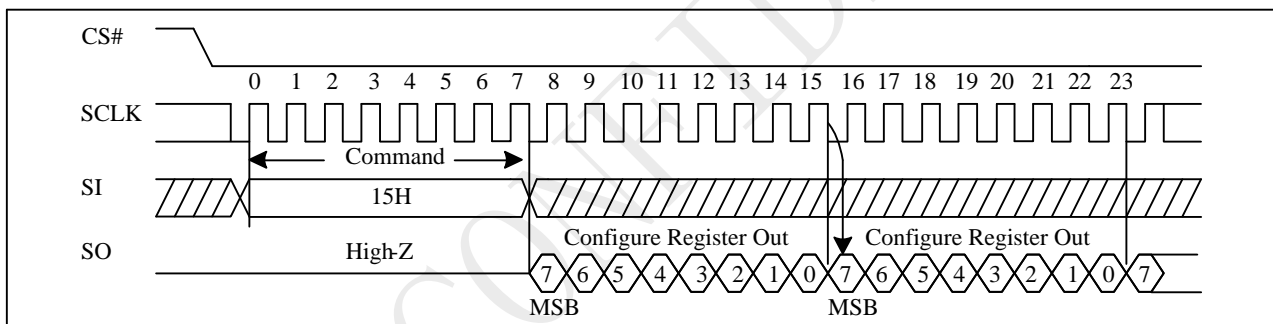 CS#
0 1 2 3 4 5 6 7 8 9 10 11 12 13 14 15 16 17 18 19 20 21 22 23
SCLK
Command
SI
15H
SO
High-Z
Configure Register Out
Configure Register Out
7 6 5 4 3 2 1 0 7 6 5 4 3 2 1 0 7
MSB
MSB